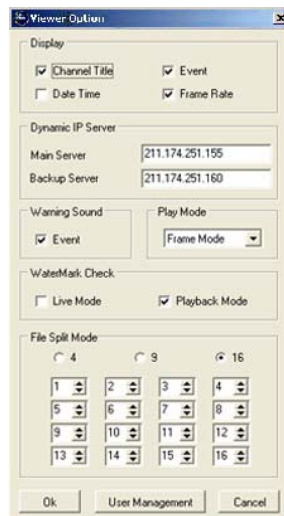 Viewer Option
Display
Channel Title Event
Date Time Frame Rate
Dynamic IP Server
Main Server 211.174.251.155
Backup Server 211.174.251.160
Warning Sound Play Mode
Event Frame Mode
WaterMark Check
Live Mode Playback Mode
File Split Mode
4 9 16
1 2 3 4
5 6 7 8
9 10 11 12
13 14 15 16
Ok User Management Cancel